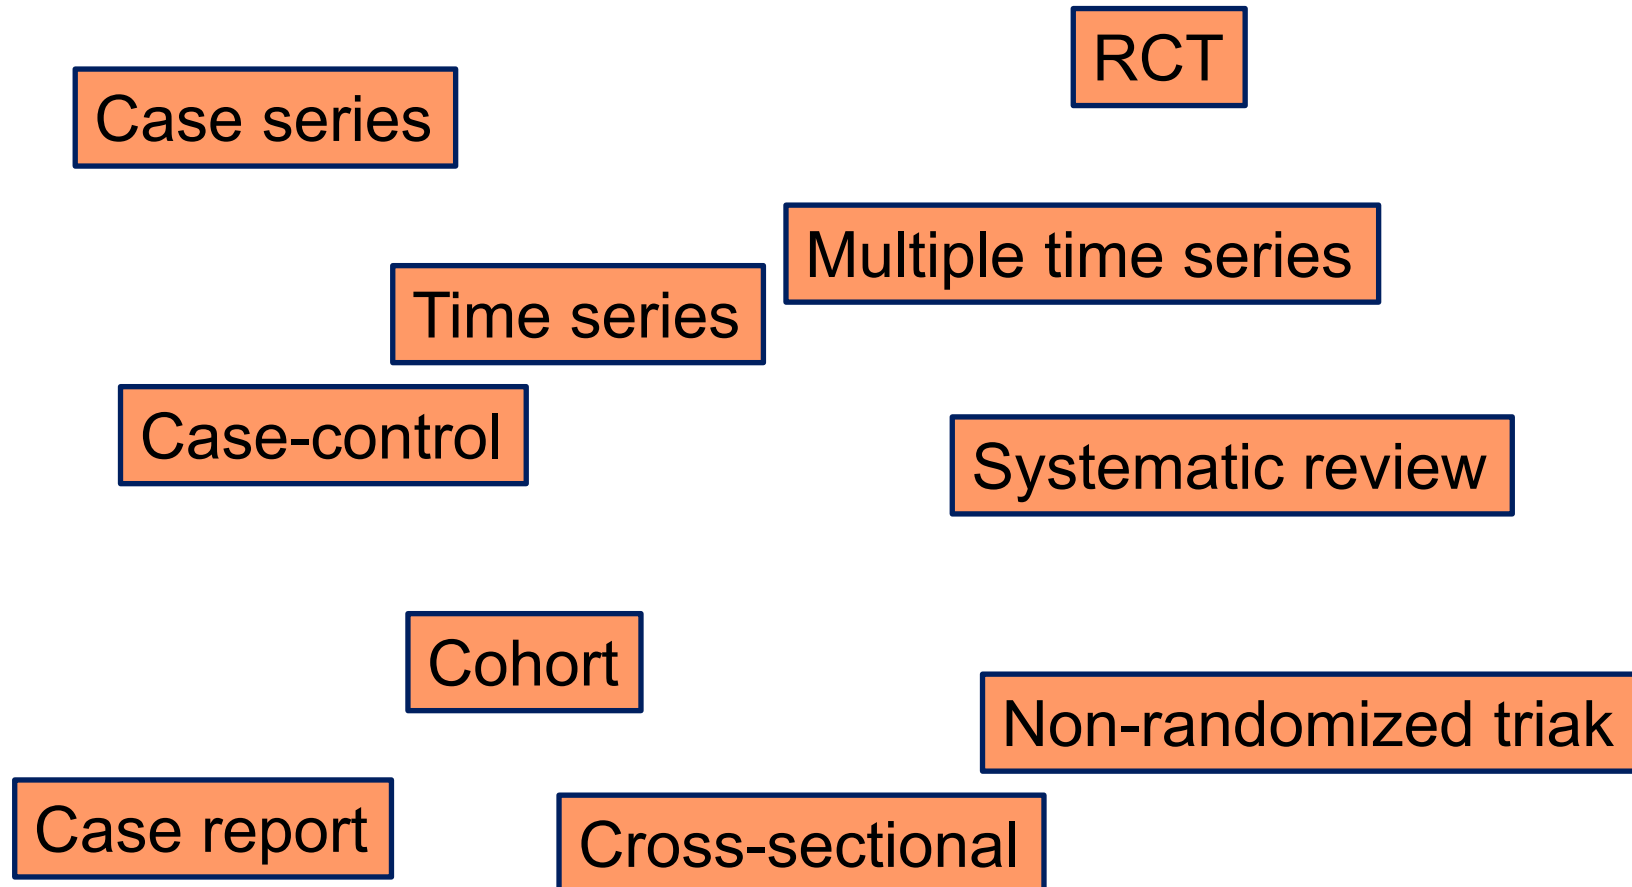 RCT
Case series
Multiple time series
Time series
Case-control
Systematic review
Cohort
Non-randomized triak
Case report
Cross-sectional